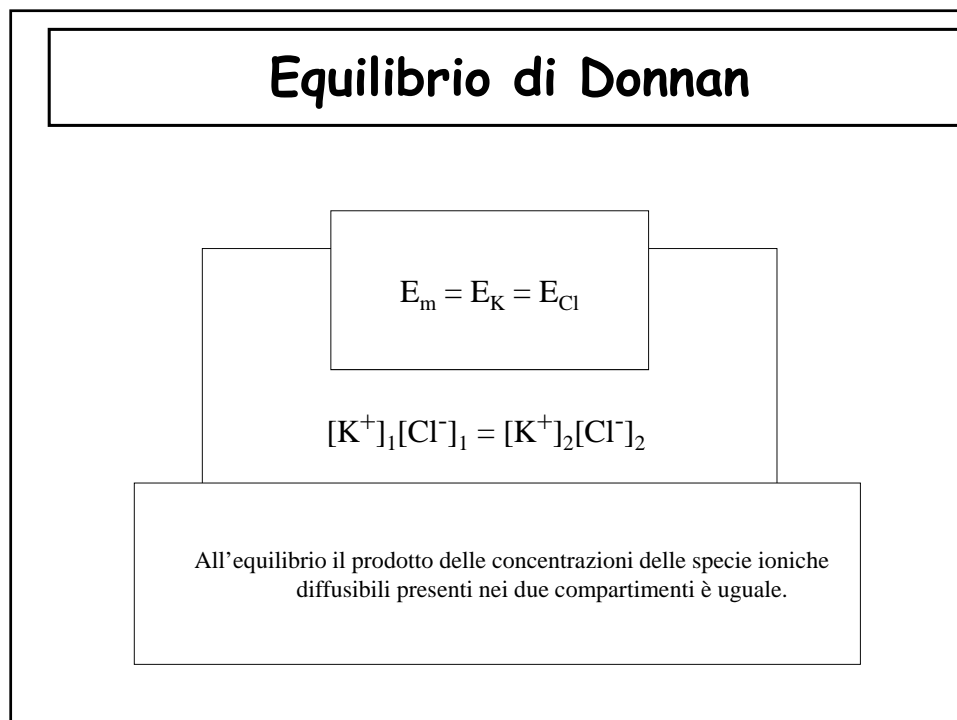 Equilibrio di Donnan
Eₘ = E_K = E_Cl
[K⁺]₁[Cl⁻]₁ = [K⁺]₂[Cl⁻]₂
All’equilibrio il prodotto delle concentrazioni delle specie ioniche
diffusibili presenti nei due compartimenti è uguale.